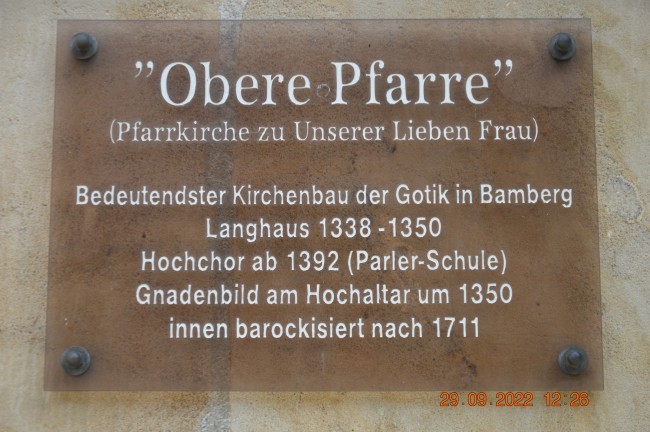 ”Obere Pfarre”
(Pfarrkirche zu Unserer Lieben Frau)
Bedeutendster Kirchenbau der Gotik in Bamberg
Langhaus 1338 -1350
Hochchor ab 1392 (Parler-Schule)
Gnadenbild am Hochaltar um 1350
innen barockisiert nach 1711
29 09 2022 12:26